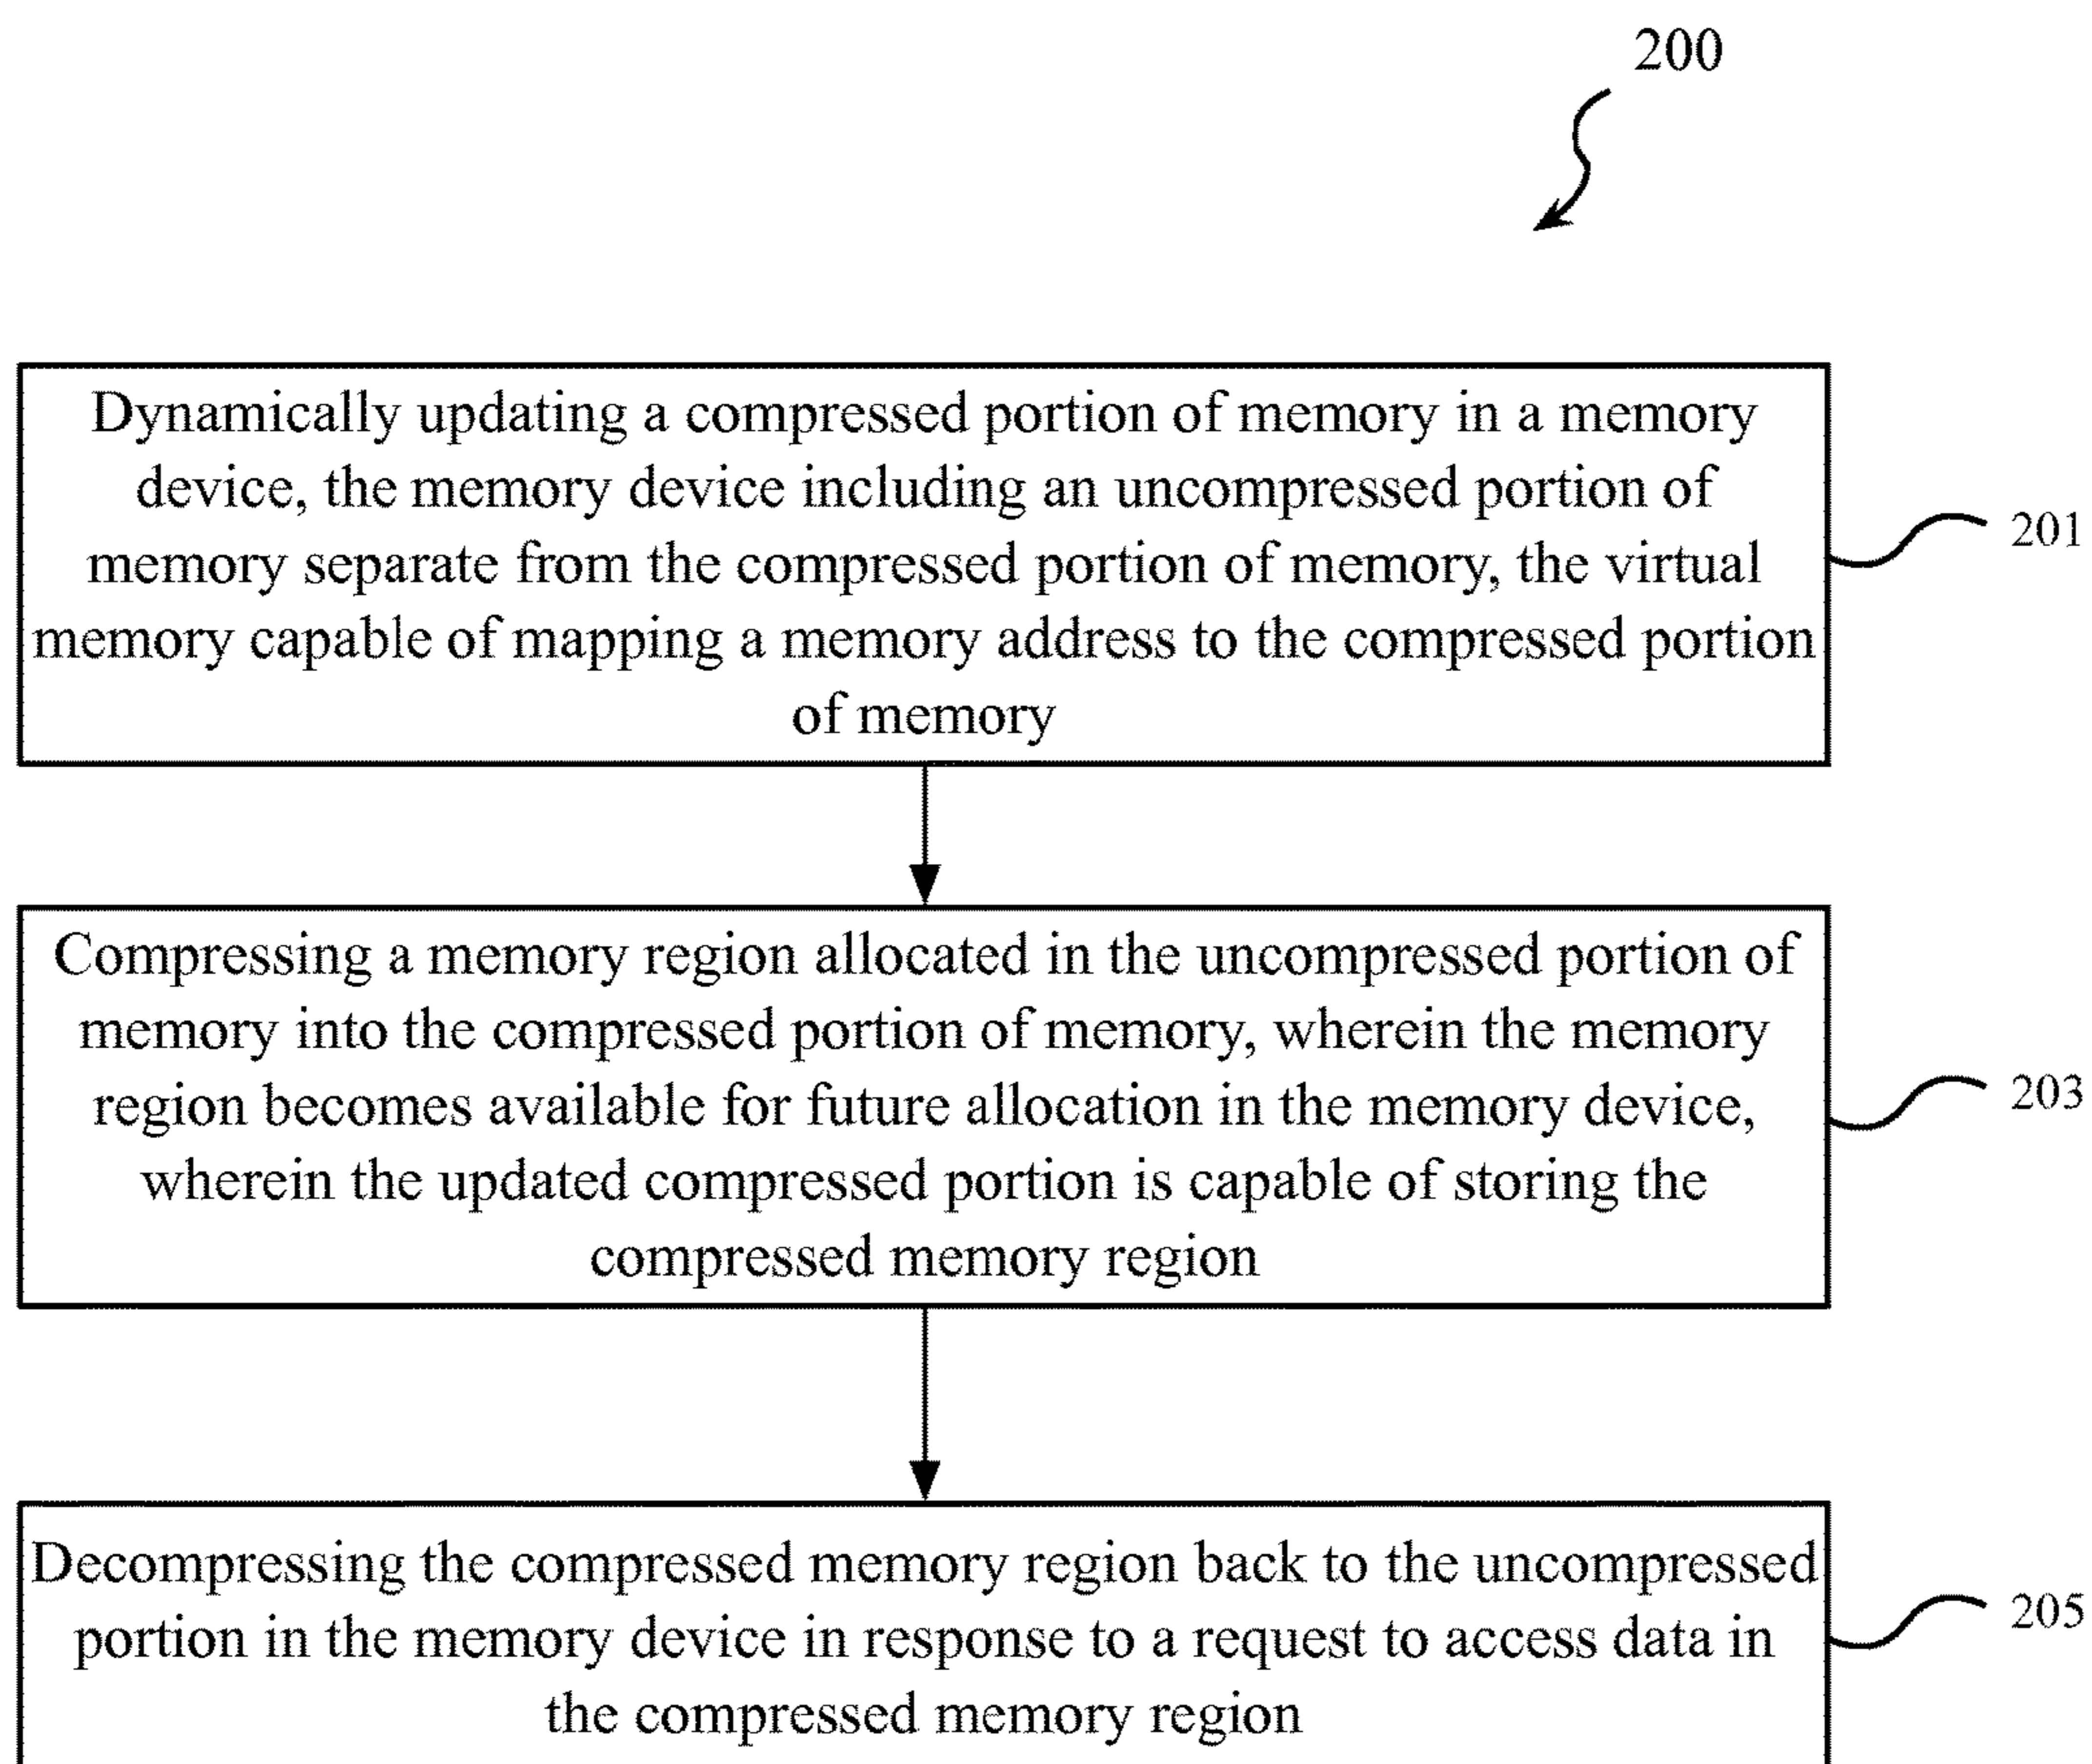 200
Dynamically updating a compressed portion of memory in a memory
device, the memory device including an uncompressed portion of
memory separate from the compressed portion of memory, the virtual
memory capable of mapping a memory address to the compressed portion
of memory
201
Compressing a memory region allocated in the uncompressed portion of
memory into the compressed portion of memory, wherein the memory
region becomes available for future allocation in the memory device,
wherein the updated compressed portion is capable of storing the
compressed memory region
203
Decompressing the compressed memory region back to the uncompressed
portion in the memory device in response to a request to access data in
the compressed memory region
205